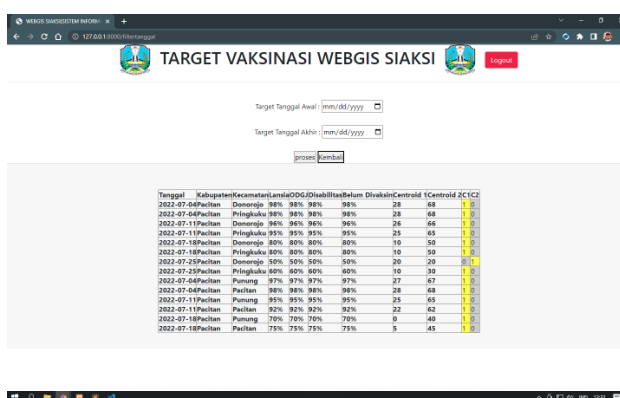 WEBGIS SIAKSI(SISTEM INFORM
127.0.0.1:8000/filtertanggal
TARGET VAKSINASI WEBGIS SIAKSI
Logout
Target Tanggal Awal : mm/dd/yyyy
Target Tanggal Akhir : mm/dd/yyyy
proses Kembali
Tanggal Kabupaten Kecamatan Lansia ODGJ Disabilitas Belum Divaksin Centroid 1 Centroid 2 C1 C2
2022-07-04 Pacitan Donorojo 98% 98% 98% 98% 28 68 1 0
2022-07-04 Pacitan Pringkuku 98% 98% 98% 98% 28 68 1 0
2022-07-11 Pacitan Donorojo 96% 96% 96% 96% 26 66 1 0
2022-07-11 Pacitan Pringkuku 95% 95% 95% 95% 25 65 1 0
2022-07-18 Pacitan Donorojo 80% 80% 80% 80% 10 50 1 0
2022-07-18 Pacitan Pringkuku 80% 80% 80% 80% 10 50 1 0
2022-07-25 Pacitan Donorojo 50% 50% 50% 50% 20 20 0 1
2022-07-25 Pacitan Pringkuku 60% 60% 60% 60% 10 30 1 0
2022-07-04 Pacitan Punung 97% 97% 97% 97% 27 67 1 0
2022-07-04 Pacitan Pacitan 98% 98% 98% 98% 28 68 1 0
2022-07-11 Pacitan Punung 95% 95% 95% 95% 25 65 1 0
2022-07-11 Pacitan Pacitan 92% 92% 92% 92% 22 62 1 0
2022-07-18 Pacitan Punung 70% 70% 70% 70% 0 40 1 0
2022-07-18 Pacitan Pacitan 75% 75% 75% 75% 5 45 1 0